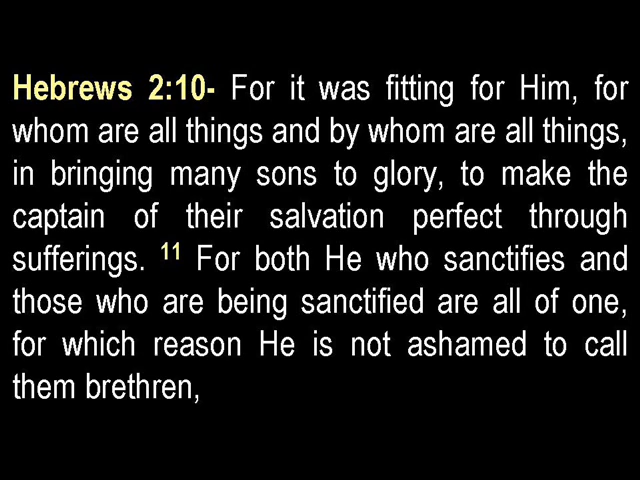 Hebrews 2:10- For it was fitting for Him, for
whom are all things and by whom are all things,
in bringing many sons to glory, to make the
captain of their salvation perfect through
sufferings. 11 For both He who sanctifies and
those who are being sanctified are all of one,
for which reason He is not ashamed to call
them brethren,